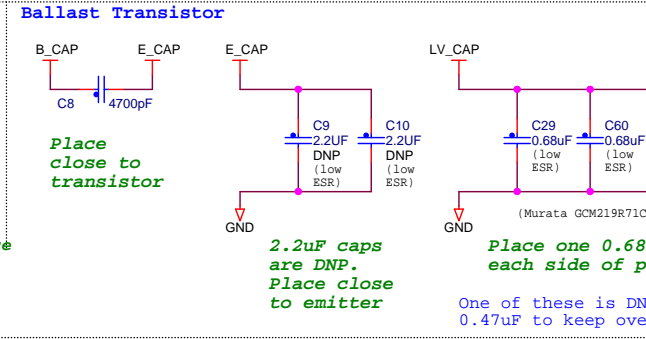 Ballast Transistor
B_CAP
E_CAP
C8
4700pF
Place
close to
transistor
E_CAP
C9
2.2UF
DNP
(low
ESR)
C10
2.2UF
DNP
(low
ESR)
GND
2.2uF caps
are DNP.
Place close
to emitter
LV_CAP
C29
0.68uF
(low
ESR)
C60
0.68uF
(low
ESR)
GND
(Murata GCM219R71C
Place one 0.68
each side of p
One of these is DN
0.47uF to keep ove
e